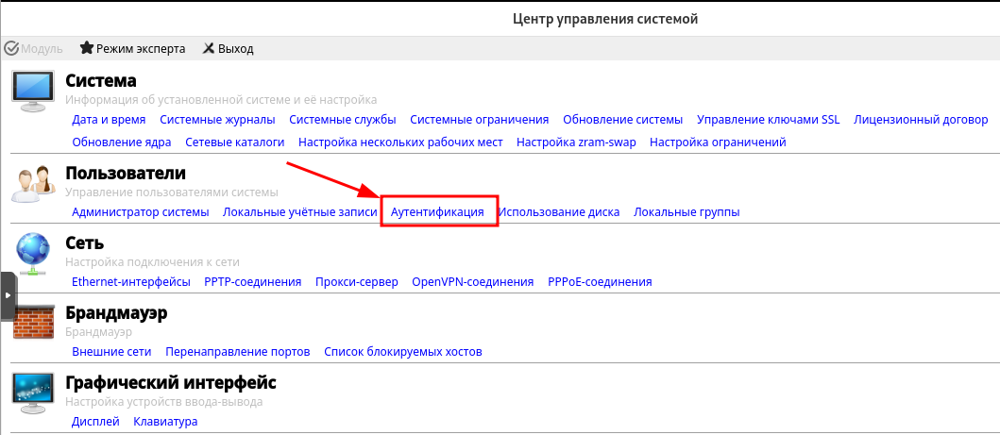 Центр управления системой
Модуль Режим эксперта Выход
Система
Информация об установленной системе и её настройка
Дата и время Системные журналы Системные службы Системные ограничения Обновление системы Управление ключами SSL Лицензионный договор
Обновление ядра Сетевые каталоги Настройка нескольких рабочих мест Настройка zram-swap Настройка ограничений
Пользователи
Управление пользователями системы
Администратор системы Локальные учётные записи Аутентификация Использование диска Локальные группы
Сеть
Настройка подключения к сети
Ethernet-интерфейсы PPTP-соединения Прокси-сервер OpenVPN-соединения PPPoE-соединения
Брандмауэр
Брандмауэр
Внешние сети Перенаправление портов Список блокируемых хостов
Графический интерфейс
Настройка устройств ввода-вывода
Дисплей Клавиатура